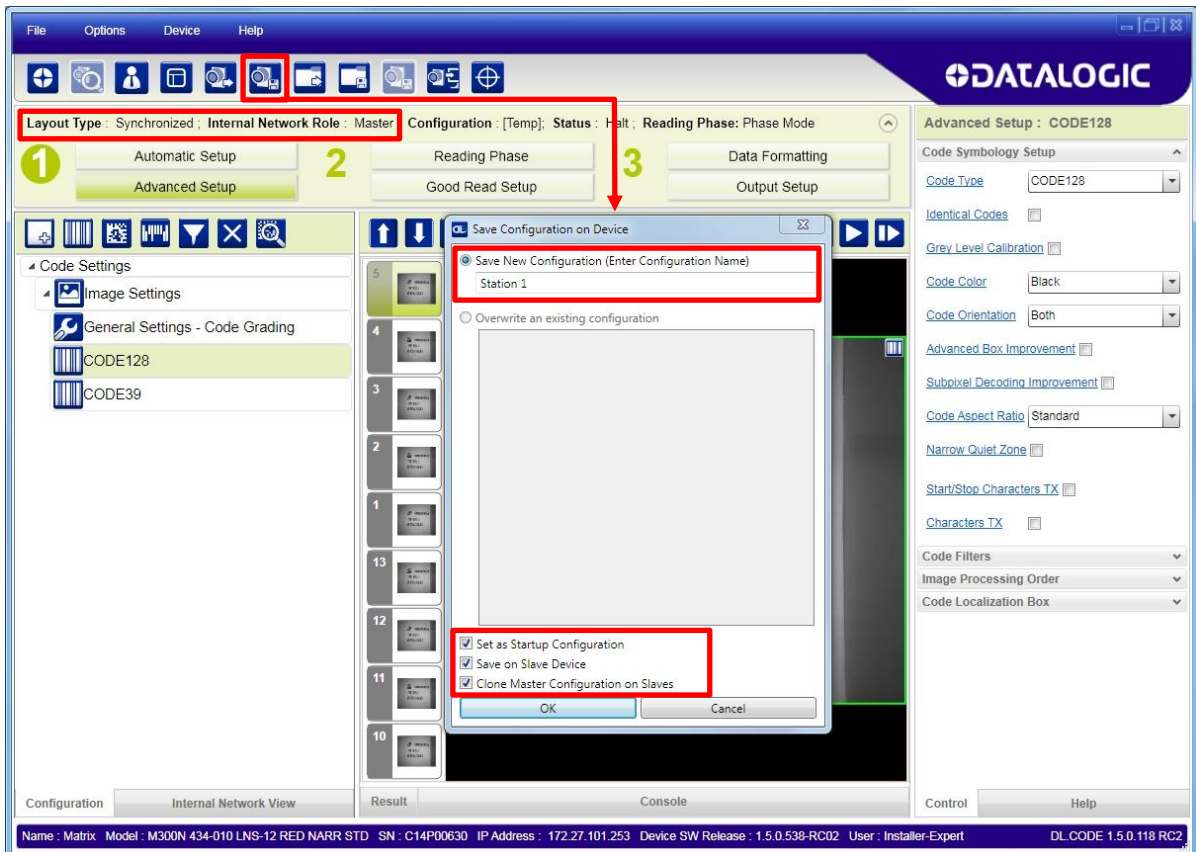 File Options Device Help
DATALOGIC
Layout Type : Synchronized ; Internal Network Role : Master Configuration : [Temp]; Status : Halt ; Reading Phase: Phase Mode
1 Automatic Setup 2 Reading Phase 3 Data Formatting
Advanced Setup Good Read Setup Output Setup
Code Settings
Image Settings
General Settings - Code Grading
CODE128
CODE39
5
4
3
2
1
13
12
11
10
Save Configuration on Device
Save New Configuration (Enter Configuration Name)
Station 1
Overwrite an existing configuration
Set as Startup Configuration
Save on Slave Device
Clone Master Configuration on Slaves
OK Cancel
Advanced Setup : CODE128
Code Symbology Setup
Code Type CODE128
Identical Codes
Grey Level Calibration
Code Color Black
Code Orientation Both
Advanced Box Improvement
Subpixel Decoding Improvement
Code Aspect Ratio Standard
Narrow Quiet Zone
Start/Stop Characters TX
Characters TX
Code Filters
Image Processing Order
Code Localization Box
Configuration Internal Network View Result Console Control Help
Name : Matrix Model : M300N 434-010 LNS-12 RED NARR STD SN : C14P00630 IP Address : 172.27.101.253 Device SW Release : 1.5.0.538-RC02 User : Installer-Expert DL.CODE 1.5.0.118 RC2